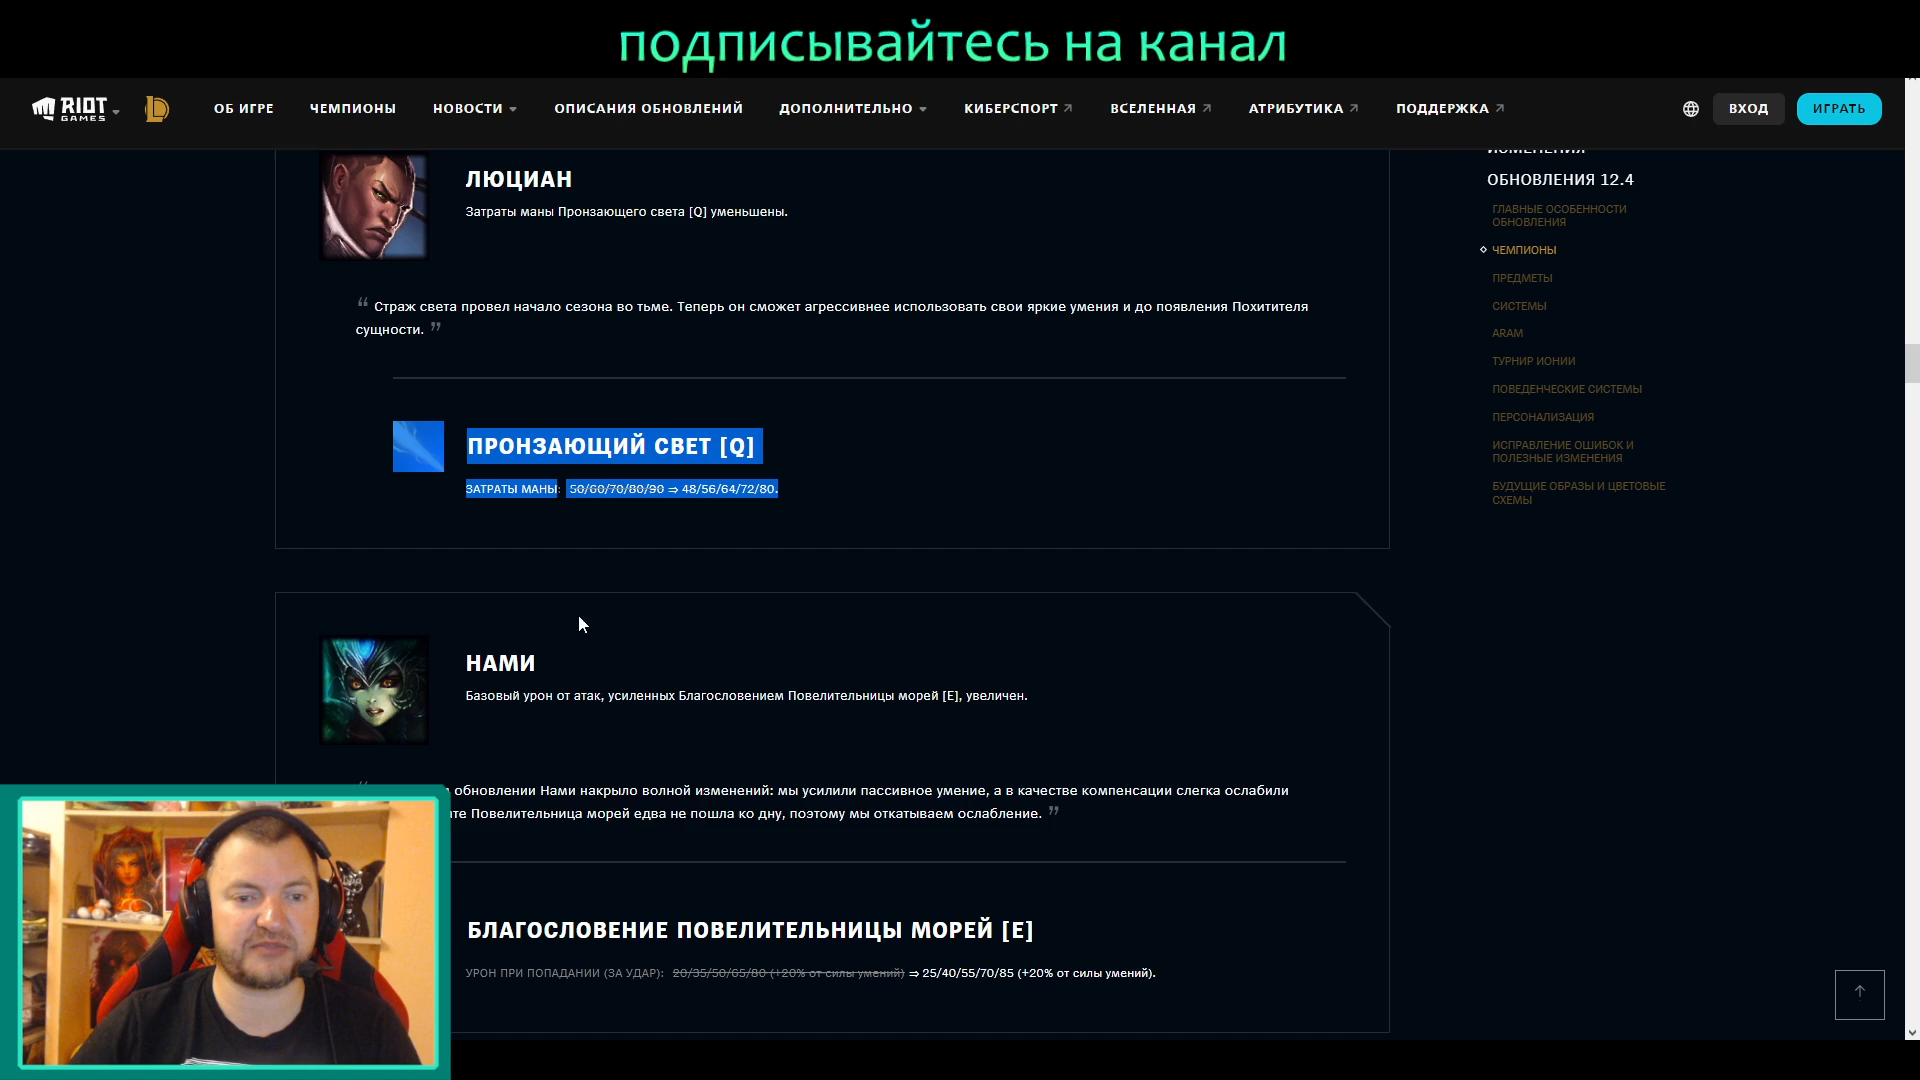 подписывайтесь на канал
RIOT GAMES
ОБ ИГРЕ ЧЕМПИОНЫ НОВОСТИ ОПИСАНИЯ ОБНОВЛЕНИЙ ДОПОЛНИТЕЛЬНО КИБЕРСПОРТ ВСЕЛЕННАЯ АТРИБУТИКА ПОДДЕРЖКА ВХОД ИГРАТЬ
ЛЮЦИАН
Затраты маны Пронзающего света [Q] уменьшены.
“ Страж света провел начало сезона во тьме. Теперь он сможет агрессивнее использовать свои яркие умения и до появления Похитителя
сущности. ”
ПРОНЗАЮЩИЙ СВЕТ [Q]
ЗАТРАТЫ МАНЫ: 50/60/70/80/90 ⇒ 48/56/64/72/80.
НАМИ
Базовый урон от атак, усиленных Благословением Повелительницы морей [E], увеличен.
обновлении Нами накрыло волной изменений: мы усилили пассивное умение, а в качестве компенсации слегка ослабили
Повелительница морей едва не пошла ко дну, поэтому мы откатываем ослабление. ”
БЛАГОСЛОВЕНИЕ ПОВЕЛИТЕЛЬНИЦЫ МОРЕЙ [E]
УРОН ПРИ ПОПАДАНИИ (ЗА УДАР): 20/35/50/65/80 (+20% от силы умений) ⇒ 25/40/55/70/85 (+20% от силы умений).
ИЗМЕНЕНИЯ
ОБНОВЛЕНИЯ 12.4
ГЛАВНЫЕ ОСОБЕННОСТИ
ОБНОВЛЕНИЯ
ЧЕМПИОНЫ
ПРЕДМЕТЫ
СИСТЕМЫ
ARAM
ТУРНИР ИОНИИ
ПОВЕДЕНЧЕСКИЕ СИСТЕМЫ
ПЕРСОНАЛИЗАЦИЯ
ИСПРАВЛЕНИЕ ОШИБОК И
ПОЛЕЗНЫЕ ИЗМЕНЕНИЯ
БУДУЩИЕ ОБРАЗЫ И ЦВЕТОВЫЕ
СХЕМЫ